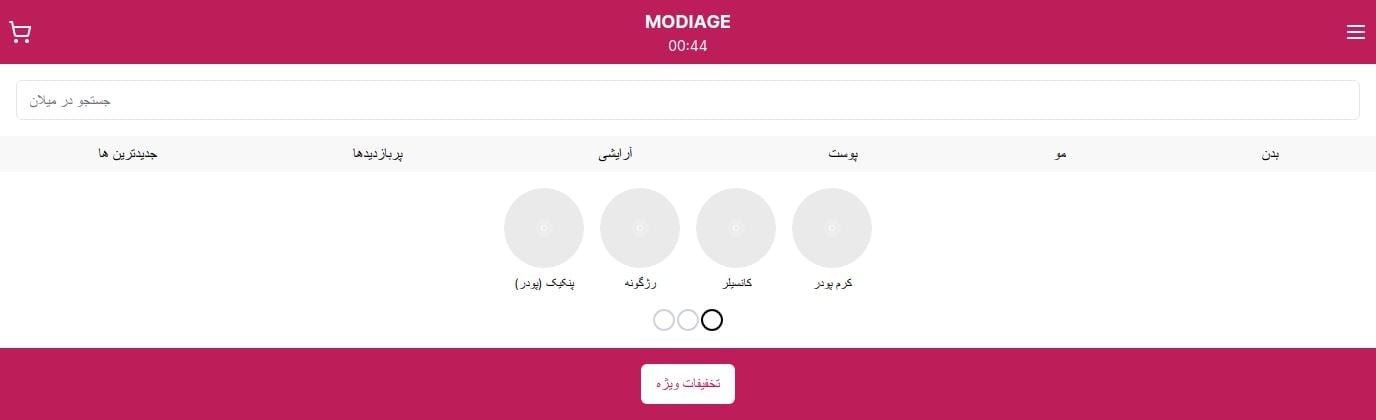 MODIAGE
00:44
جستجو در میلان
بدن
مو
پوست
آرایشی
پربازدیدها
جدیدترین ها
کرم پودر
کانسیلر
رژگونه
پنکیک (پودر)
تخفیفات ویژه